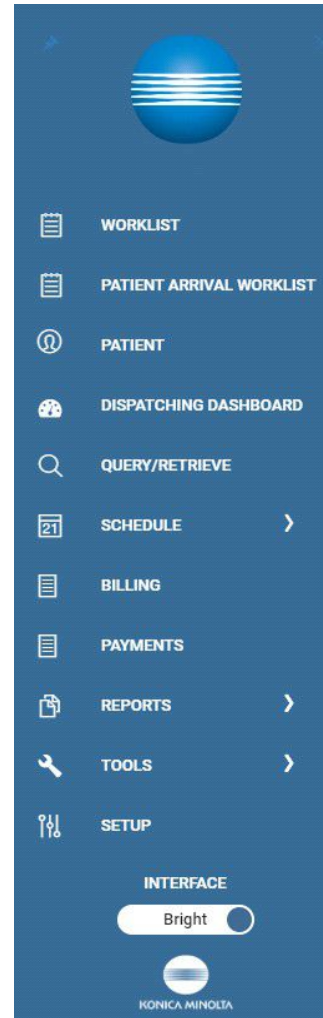 WORKLIST
PATIENT ARRIVAL WORKLIST
PATIENT
DISPATCHING DASHBOARD
QUERY/RETRIEVE
21 SCHEDULE
BILLING
PAYMENTS
REPORTS
TOOLS
SETUP
INTERFACE
Bright
KONICA MINOLTA